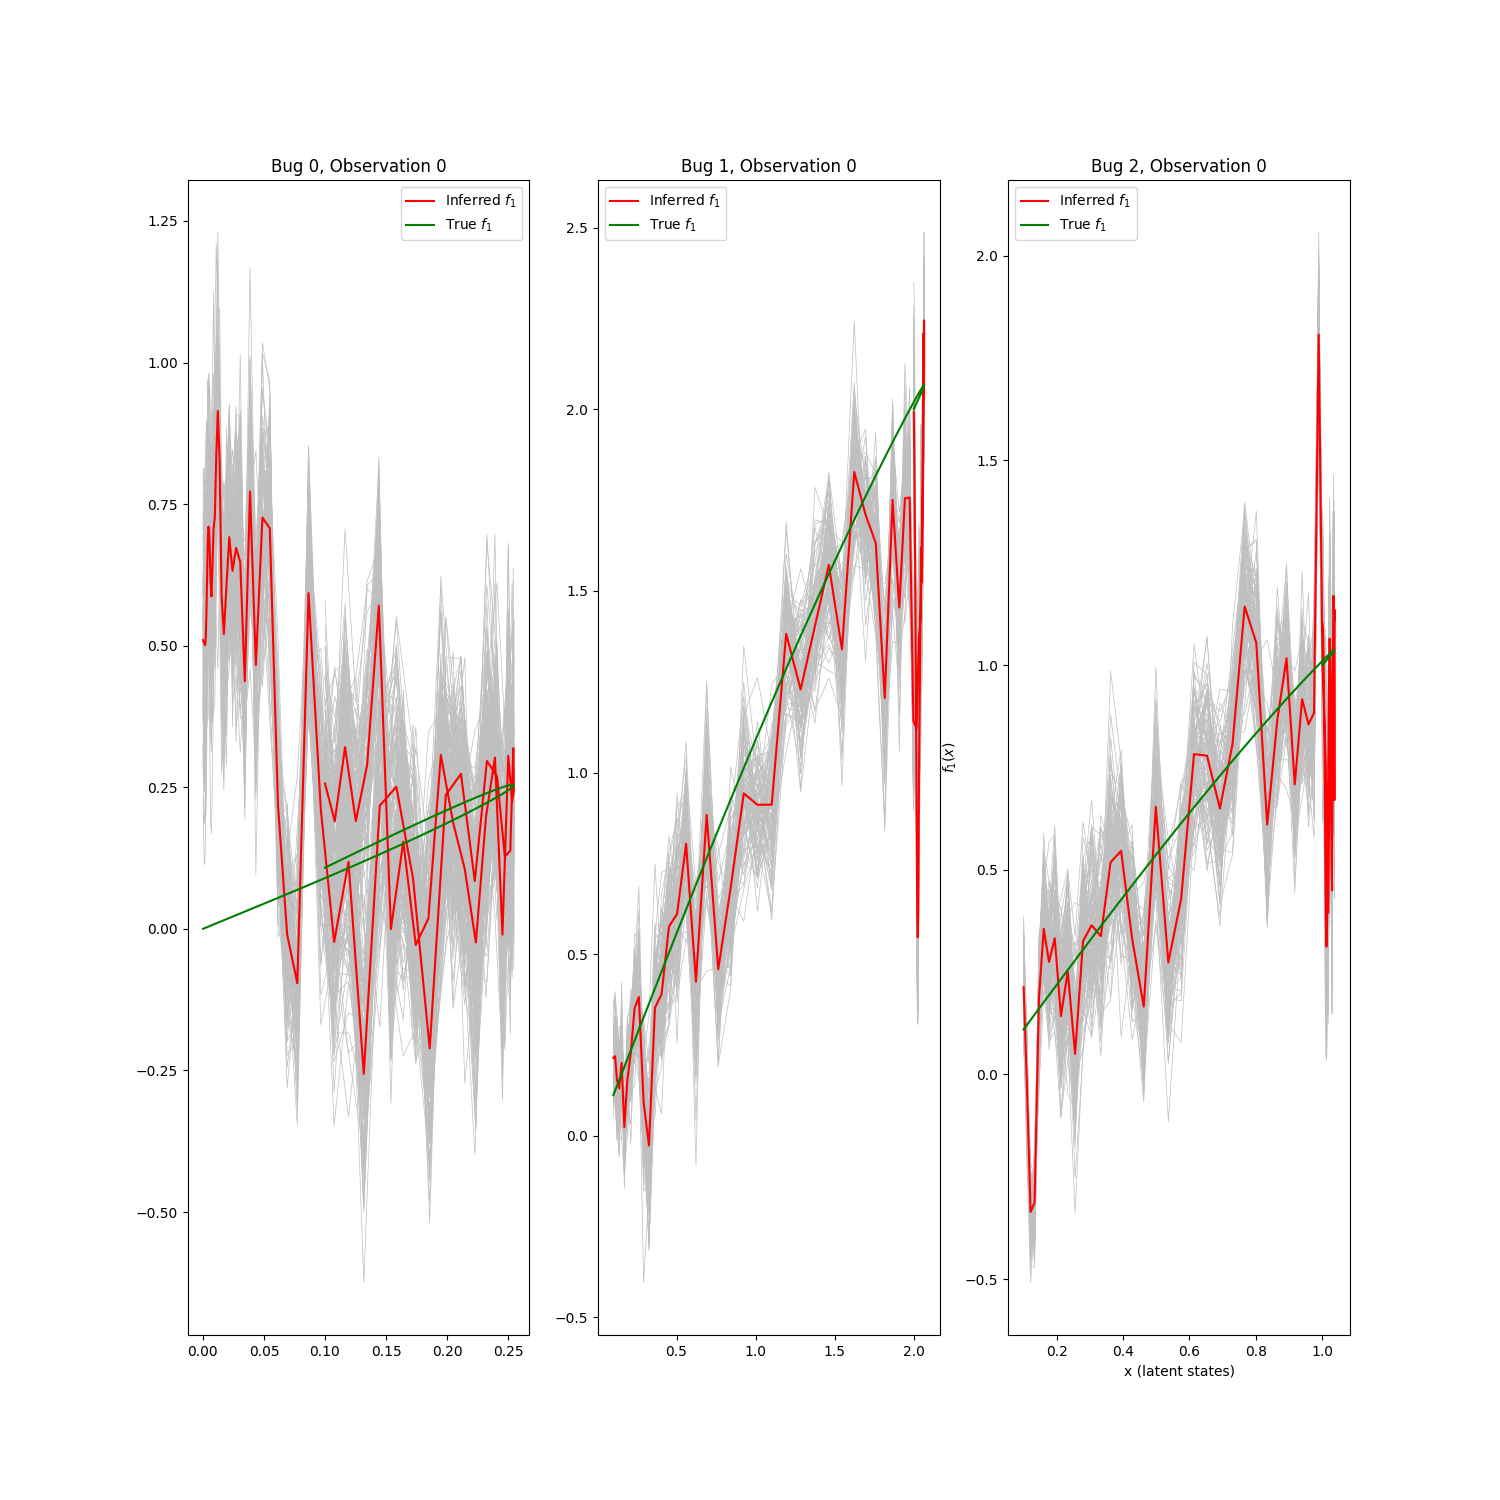 Bug 0, Observation 0
Inferred f₁
True f₁
1.25
1.00
0.75
0.50
0.25
0.00
−0.25
−0.50
0.00 0.05 0.10 0.15 0.20 0.25
Bug 1, Observation 0
Inferred f₁
True f₁
2.5
2.0
1.5
1.0
0.5
0.0
−0.5
0.5 1.0 1.5 2.0
Bug 2, Observation 0
Inferred f₁
True f₁
f₁(x)
2.0
1.5
1.0
0.5
0.0
−0.5
0.2 0.4 0.6 0.8 1.0
x (latent states)